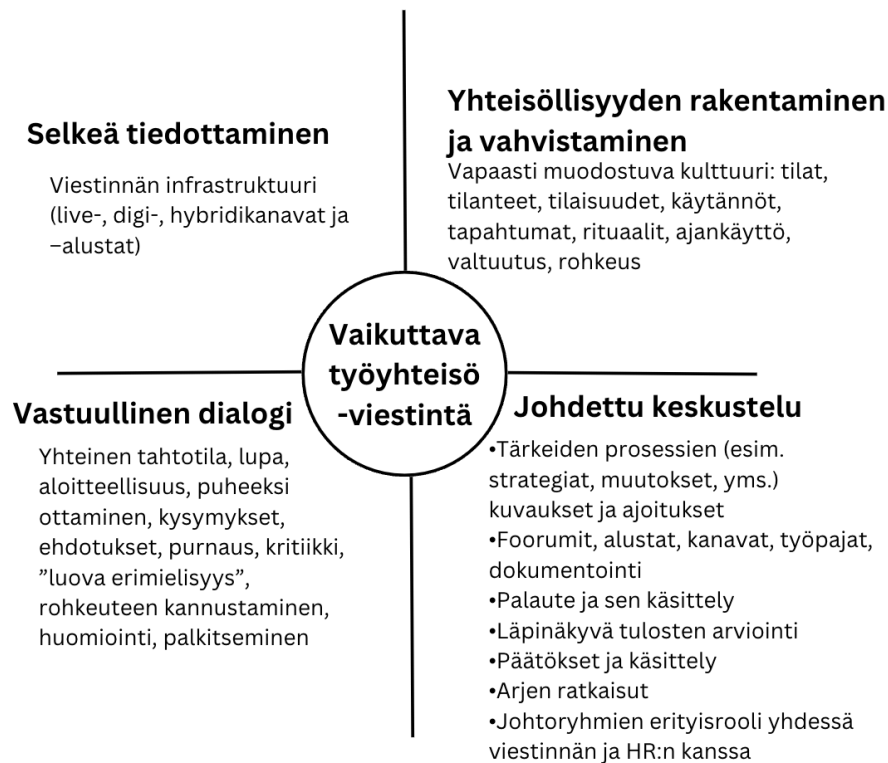 Selkeä tiedottaminen
Viestinnän infrastruktuuri
(live-, digi-, hybridikanavat ja
–alustat)
Yhteisöllisyyden rakentaminen
ja vahvistaminen
Vapaasti muodostuva kulttuuri: tilat,
tilanteet, tilaisuudet, käytännöt,
tapahtumat, rituaalit, ajankäyttö,
valtuutus, rohkeus
Vaikuttava
työyhteisö
-viestintä
Vastuullinen dialogi
Yhteinen tahtotila, lupa,
aloitteellisuus, puheeksi
ottaminen, kysymykset,
ehdotukset, purnaus, kritiikki,
”luova erimielisyys”,
rohkeuteen kannustaminen,
huomiointi, palkitseminen
Johdettu keskustelu
•Tärkeiden prosessien (esim.
strategiat, muutokset, yms.)
kuvaukset ja ajoitukset
•Foorumit, alustat, kanavat, työpajat,
dokumentointi
•Palaute ja sen käsittely
•Läpinäkyvä tulosten arviointi
•Päätökset ja käsittely
•Arjen ratkaisut
•Johtoryhmien erityisrooli yhdessä
viestinnän ja HR:n kanssa